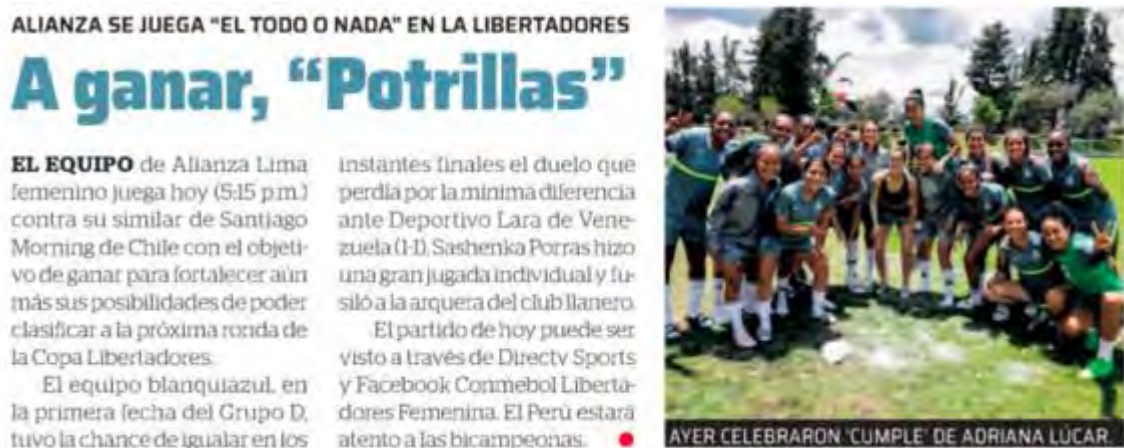 ALIANZA SE JUEGA "EL TODO O NADA" EN LA LIBERTADORES
A ganar, "Potrillas"
EL EQUIPO de Alianza Lima
femenino juega hoy (5:15 p.m.)
contra su similar de Santiago
Morning de Chile con el objeti-
vo de ganar para fortalecer aún
más sus posibilidades de poder
clasificar a la próxima ronda de
la Copa Libertadores.
El equipo blanquiazul, en
la primera fecha del Grupo D,
tuvo la chance de igualar en los
instantes finales el duelo que
perdía por la mínima diferencia
ante Deportivo Lara de Vene-
zuela (1-1). Sashenka Porras hizo
una gran jugada individual y fu-
siló a la arquera del club llanero.
El partido de hoy puede ser
visto a través de Directv Sports
y Facebook Conmebol Liberta-
dores Femenina. El Perú estará
atento a las bicampeonas.
AYER CELEBRARON 'CUMPLE' DE ADRIANA LÚCAR.